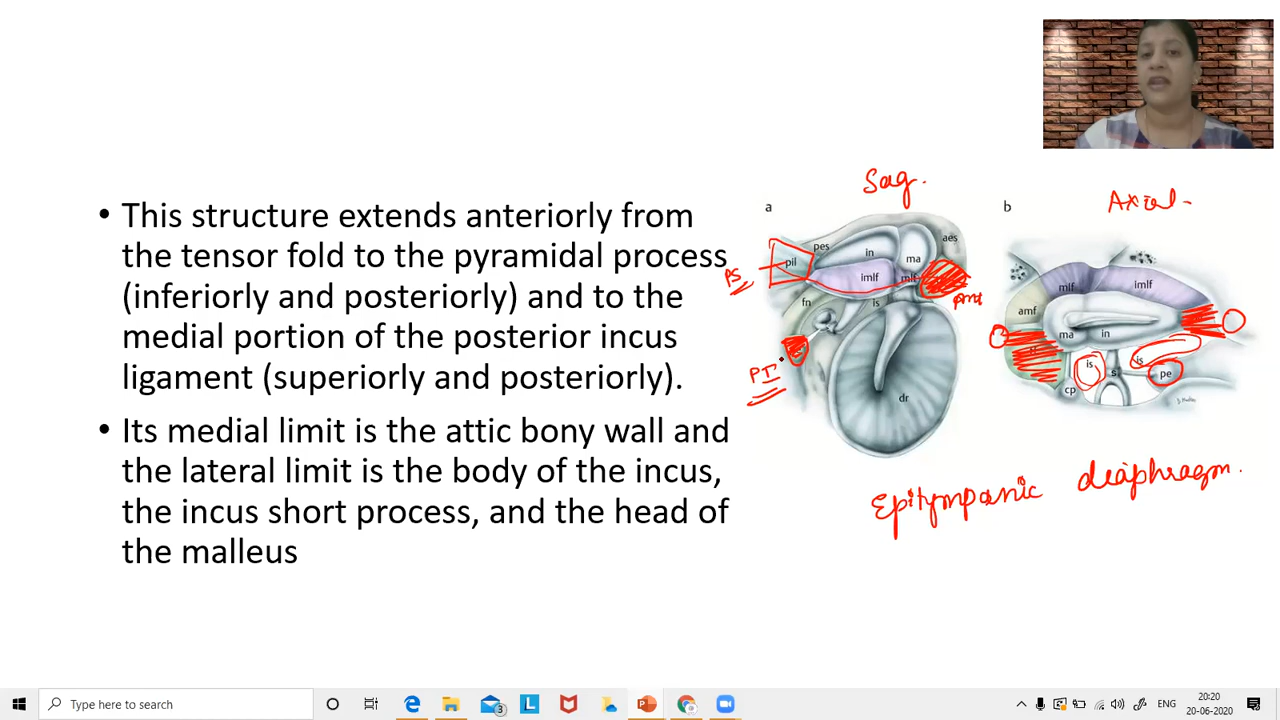 • This structure extends anteriorly from
the tensor fold to the pyramidal process
(inferiorly and posteriorly) and to the
medial portion of the posterior incus
ligament (superiorly and posteriorly).
• Its medial limit is the attic bony wall and
the lateral limit is the body of the incus,
the incus short process, and the head of
the malleus
Sag.
a
pes
in
ma
aes
pil
imlf
mlf
PS
fn
is
pmt
PT
dr
Axial
b
mlf
imlf
amf
ma
in
is
is
s
pe
cp
Epitympanic diaphragm.
Type here to search
3
ENG
20:20
20-06-2020